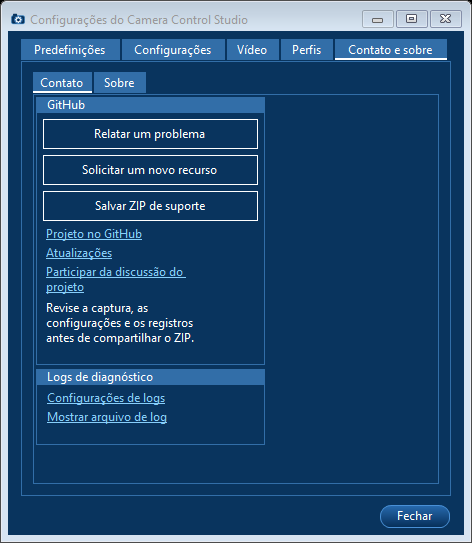 Configurações do Camera Control Studio
Predefinições Configurações Vídeo Perfis Contato e sobre
Contato Sobre
GitHub
Relatar um problema
Solicitar um novo recurso
Salvar ZIP de suporte
Projeto no GitHub
Atualizações
Participar da discussão do
projeto
Revise a captura, as
configurações e os registros
antes de compartilhar o ZIP.
Logs de diagnóstico
Configurações de logs
Mostrar arquivo de log
Fechar